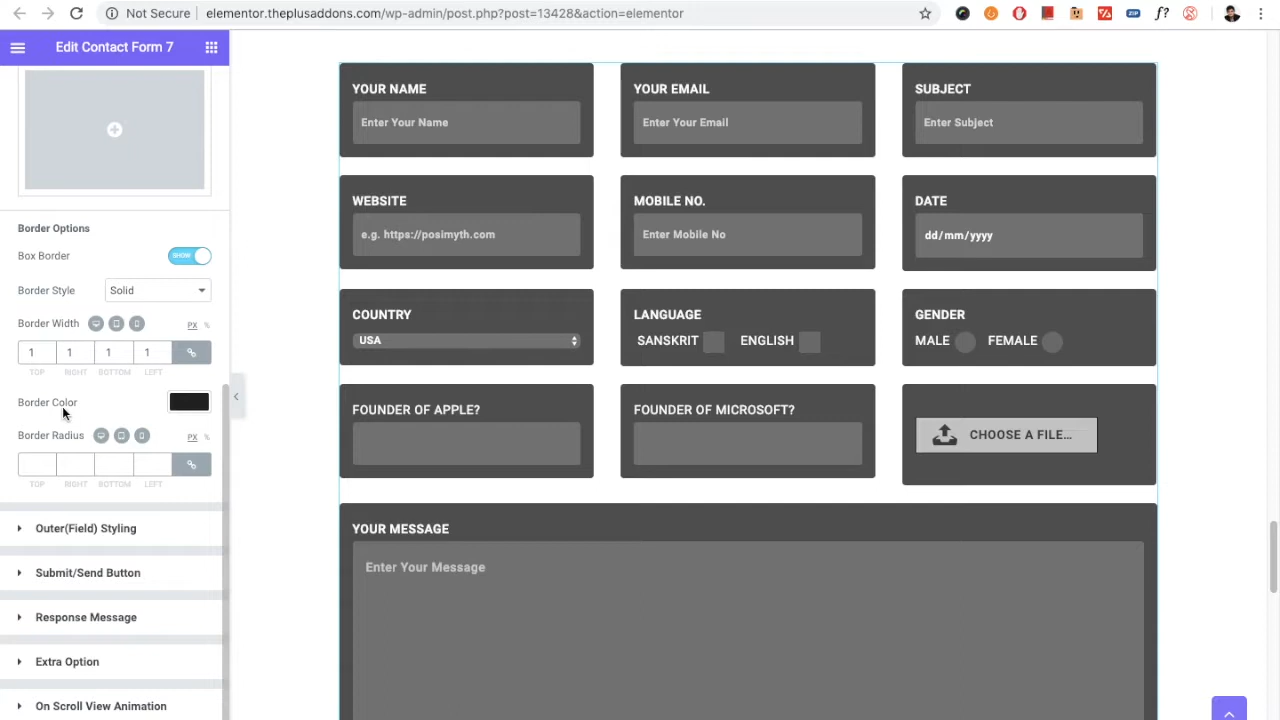 Not Secure
elementor.theplusaddons.com/wp-admin/post.php?post=13428&action=elementor
ZIP
f?
Edit Contact Form 7
Border Options
Box Border
SHOW
Border Style
Solid
Border Width
PX %
1 1 1 1
TOP RIGHT BOTTOM LEFT
Border Color
Border Radius
PX %
TOP RIGHT BOTTOM LEFT
Outer(Field) Styling
Submit/Send Button
Response Message
Extra Option
On Scroll View Animation
YOUR NAME
Enter Your Name
YOUR EMAIL
Enter Your Email
SUBJECT
Enter Subject
WEBSITE
e.g. https://posimyth.com
MOBILE NO.
Enter Mobile No
DATE
dd/mm/yyyy
COUNTRY
USA
LANGUAGE
SANSKRIT ENGLISH
GENDER
MALE FEMALE
FOUNDER OF APPLE?
FOUNDER OF MICROSOFT?
CHOOSE A FILE...
YOUR MESSAGE
Enter Your Message